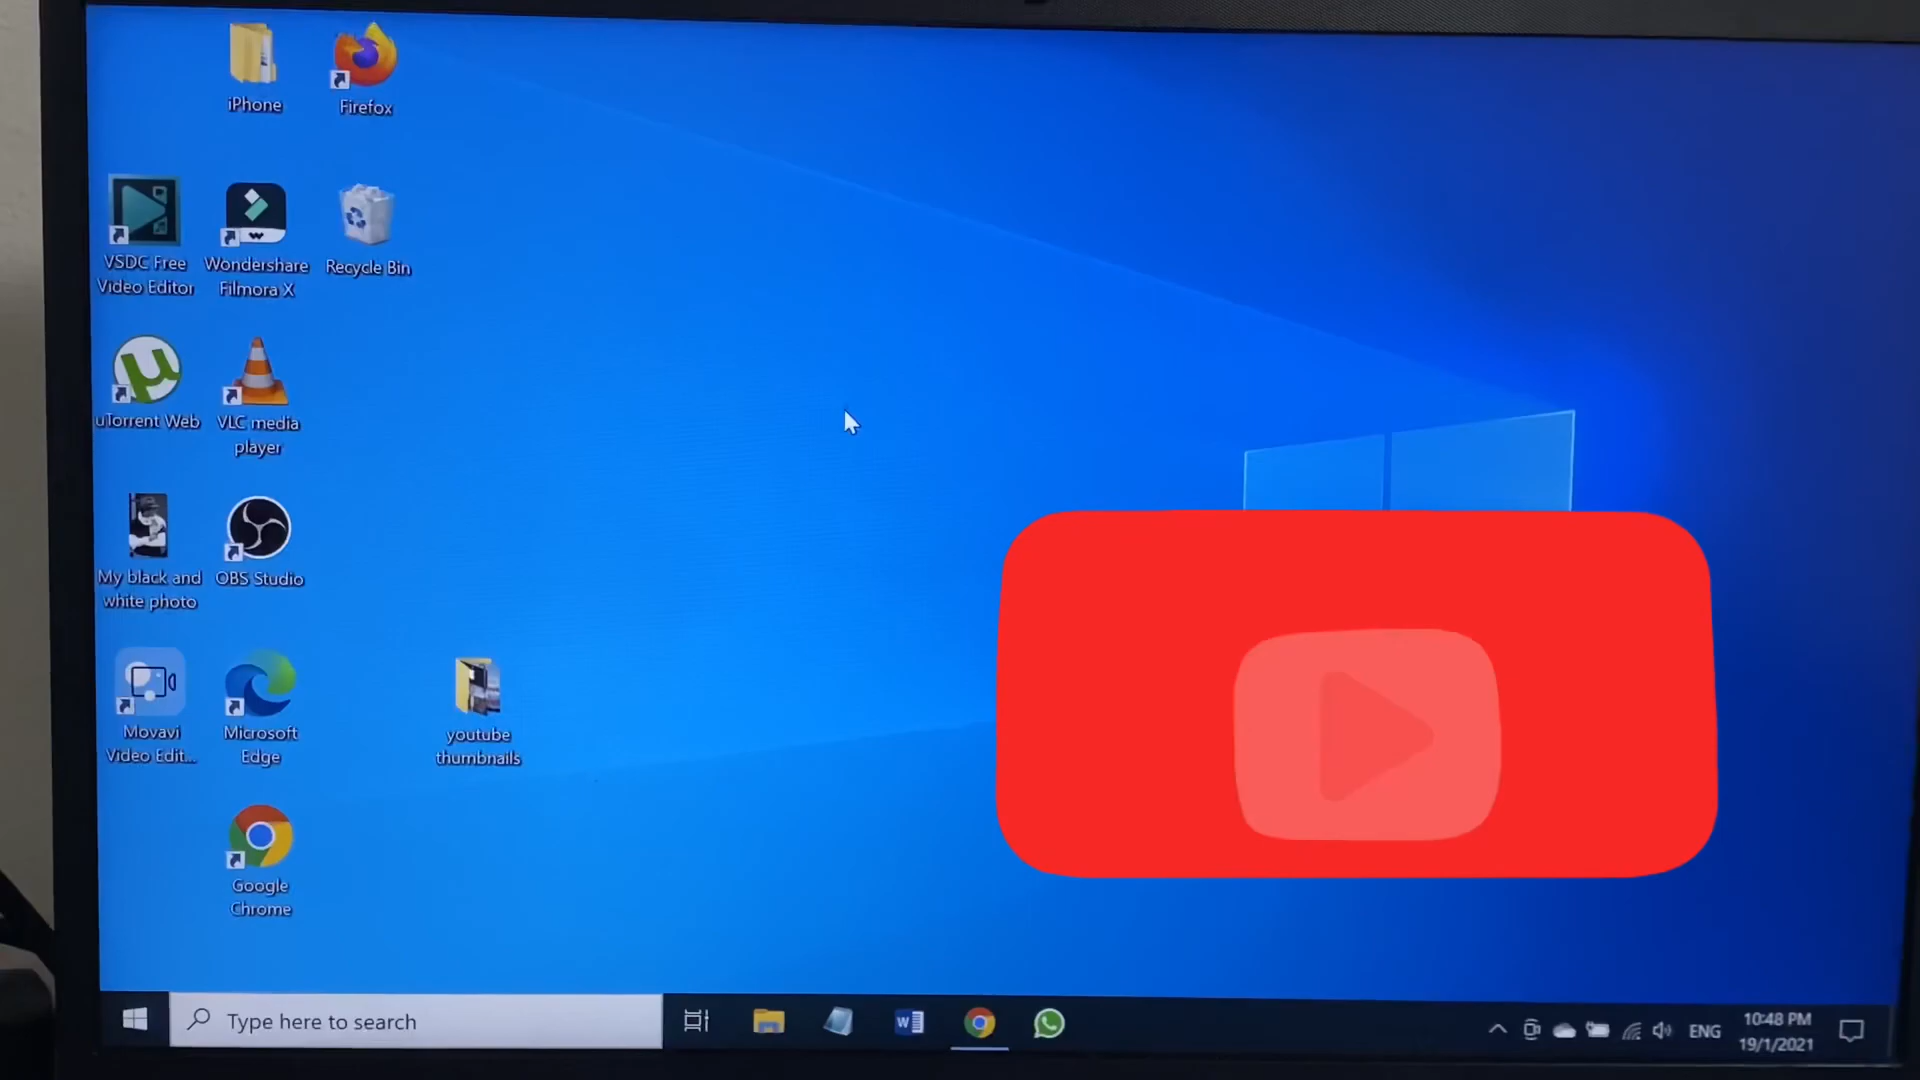 iPhone
Firefox
VSDC Free
Video Editor
Wondershare
Filmora X
Recycle Bin
uTorrent Web
VLC media
player
My black and
white photo
OBS Studio
Movavi
Video Edit...
Microsoft
Edge
youtube
thumbnails
Google
Chrome
Type here to search
W
ENG
10:48 PM
19/1/2021